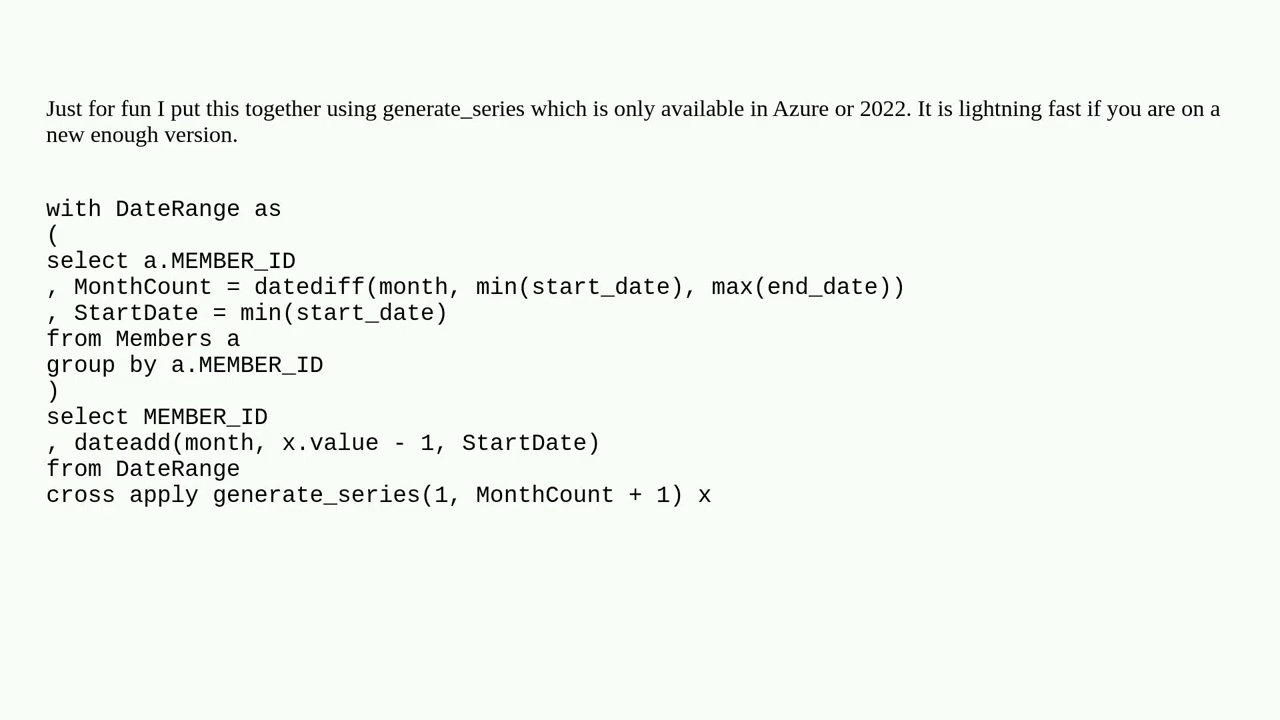 Just for fun I put this together using generate_series which is only available in Azure or 2022. It is lightning fast if you are on a
new enough version.
with DateRange as
(
select a.MEMBER_ID
, MonthCount = datediff(month, min(start_date), max(end_date))
, StartDate = min(start_date)
from Members a
group by a.MEMBER_ID
)
select MEMBER_ID
, dateadd(month, x.value - 1, StartDate)
from DateRange
cross apply generate_series(1, MonthCount + 1) x